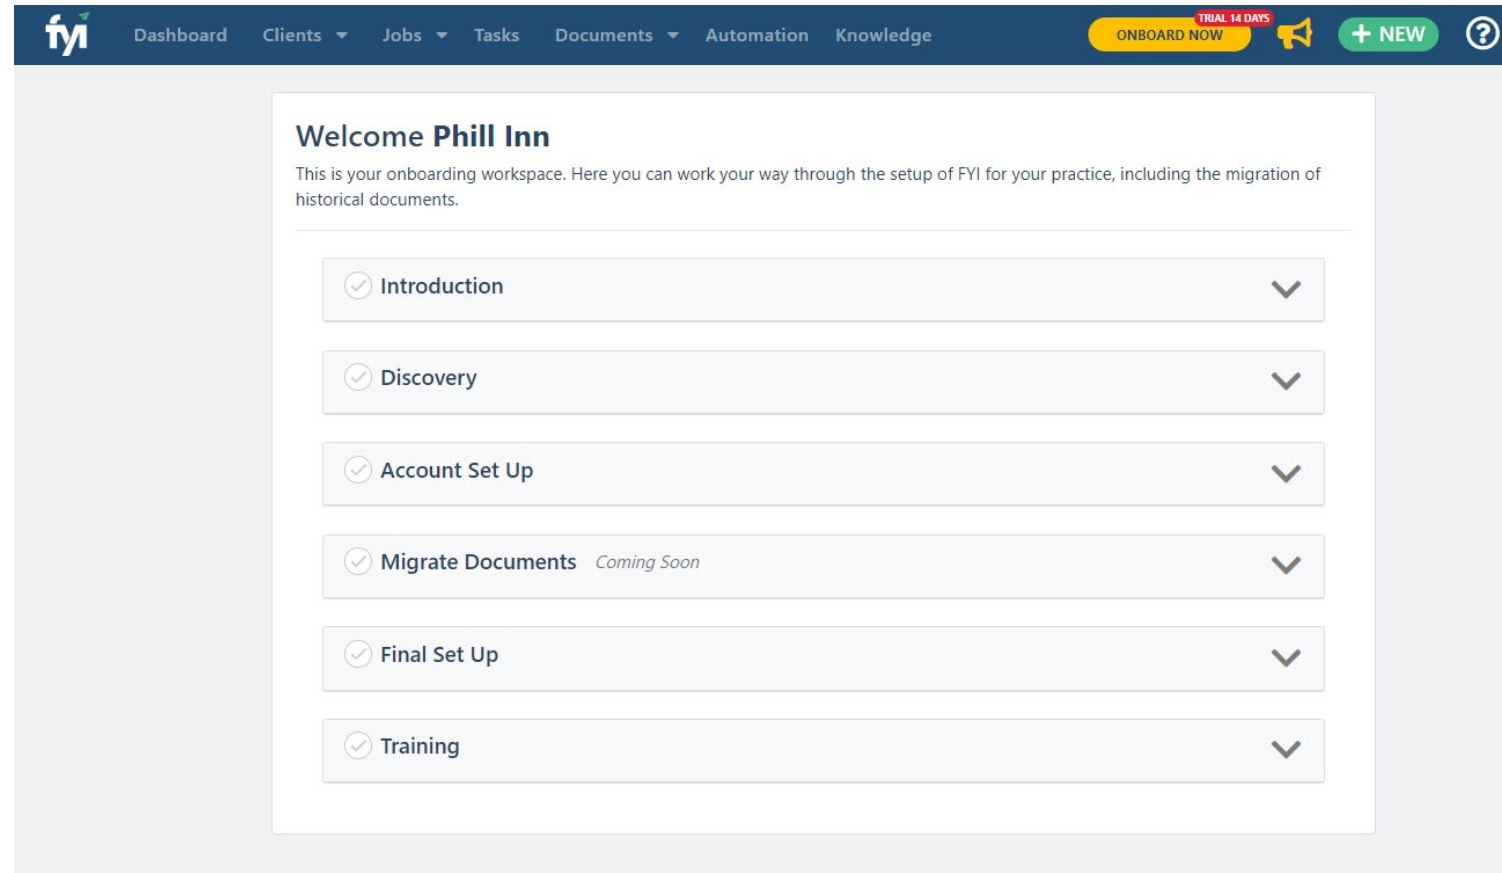 fyi
Dashboard Clients Jobs Tasks Documents Automation Knowledge ONBOARD NOW TRIAL 14 DAYS + NEW ?
Welcome Phill Inn
This is your onboarding workspace. Here you can work your way through the setup of FYI for your practice, including the migration of
historical documents.
Introduction
Discovery
Account Set Up
Migrate Documents Coming Soon
Final Set Up
Training